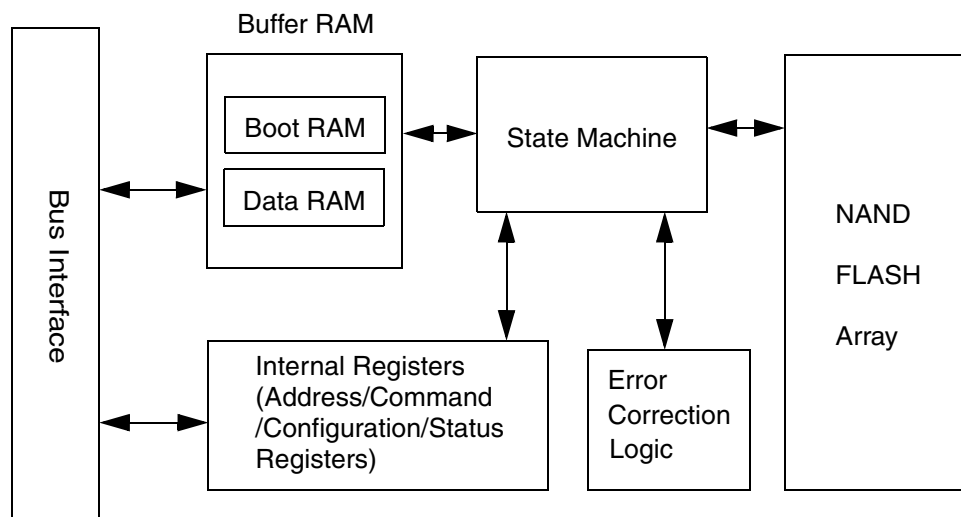 Buffer RAM
Boot RAM
Data RAM
State Machine
Bus Interface
NAND
FLASH
Array
Internal Registers
(Address/Command
/Configuration/Status
Registers)
Error
Correction
Logic